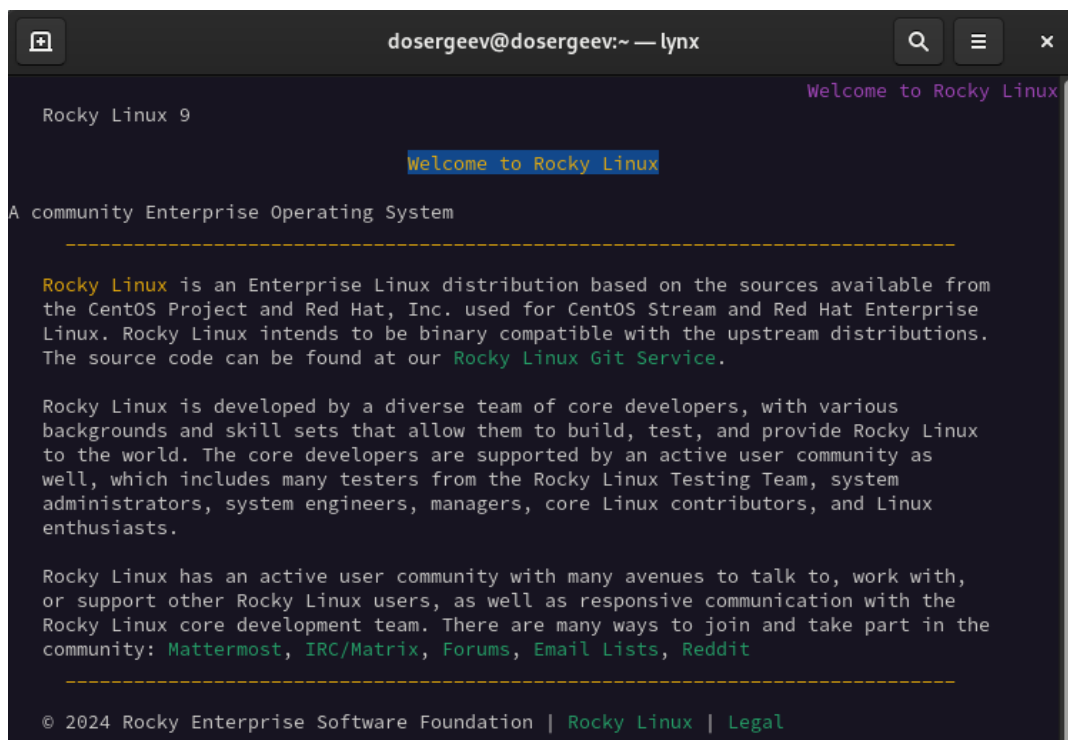 dosergeev@dosergeev:~ — lynx
Welcome to Rocky Linux
Rocky Linux 9
Welcome to Rocky Linux
A community Enterprise Operating System
Rocky Linux is an Enterprise Linux distribution based on the sources available from
the CentOS Project and Red Hat, Inc. used for CentOS Stream and Red Hat Enterprise
Linux. Rocky Linux intends to be binary compatible with the upstream distributions.
The source code can be found at our Rocky Linux Git Service.
Rocky Linux is developed by a diverse team of core developers, with various
backgrounds and skill sets that allow them to build, test, and provide Rocky Linux
to the world. The core developers are supported by an active user community as
well, which includes many testers from the Rocky Linux Testing Team, system
administrators, system engineers, managers, core Linux contributors, and Linux
enthusiasts.
Rocky Linux has an active user community with many avenues to talk to, work with,
or support other Rocky Linux users, as well as responsive communication with the
Rocky Linux core development team. There are many ways to join and take part in the
community: Mattermost, IRC/Matrix, Forums, Email Lists, Reddit
© 2024 Rocky Enterprise Software Foundation | Rocky Linux | Legal